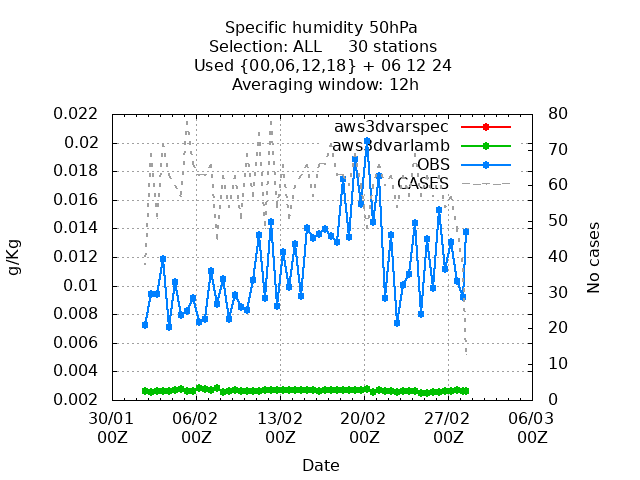 Specific humidity 50hPa
Selection: ALL 30 stations
Used {00,06,12,18} + 06 12 24
Averaging window: 12h
0.022
0.02
0.018
0.016
0.014
0.012
0.01
0.008
0.006
0.004
0.002
g/Kg
aws3dvarspec
aws3dvarlamb
OBS
CASES
80
70
60
50
40
30
20
10
0
No cases
30/01 06/02 13/02 20/02 27/02 06/03
00Z 00Z 00Z 00Z 00Z 00Z
Date